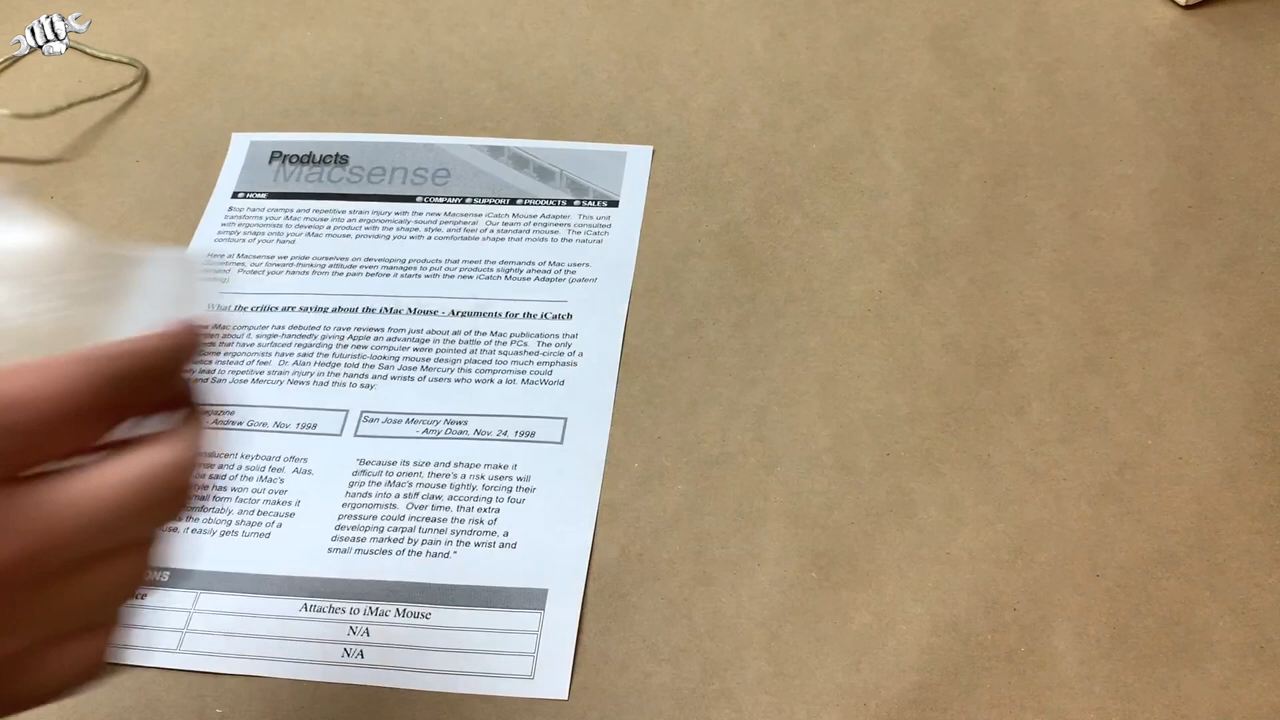 Products
Macsense
HOME
COMPANY SUPPORT PRODUCTS SALES
Stop hand cramps and repetitive strain injury with the new Macsense iCatch Mouse Adapter. This unit
transforms your iMac mouse into an ergonomically-sound peripheral. Our team of engineers consulted
with ergonomists to develop a product with the shape, style, and feel of a standard mouse. The iCatch
simply snaps onto your iMac mouse, providing you with a comfortable shape that molds to the natural
contours of your hand.
Here at Macsense we pride ourselves on developing products that meet the demands of Mac users.
our forward-thinking attitude even manages to put our products slightly ahead of the
Protect your hands from the pain before it starts with the new iCatch Mouse Adapter (patent
What the critics are saying about the iMac Mouse - Arguments for the iCatch
iMac computer has debuted to rave reviews from just about all of the Mac publications that
about it, single-handedly giving Apple an advantage in the battle of the PCs. The only
that have surfaced regarding the new computer were pointed at that squashed-circle of a
Some ergonomists have said the futuristic-looking mouse design placed too much emphasis
instead of feel. Dr. Alan Hedge told the San Jose Mercury this compromise could
lead to repetitive strain injury in the hands and wrists of users who work a lot. MacWorld
and San Jose Mercury News had this to say:
- Andrew Gore, Nov. 1998
San Jose Mercury News
- Amy Doan, Nov. 24, 1998
keyboard offers
and a solid feel. Alas,
be said of the iMac's
has won out over
form factor makes it
and because
the oblong shape of a
it easily gets turned
"Because its size and shape make it
difficult to orient, there's a risk users will
grip the iMac's mouse tightly, forcing their
hands into a stiff claw, according to four
ergonomists. Over time, that extra
pressure could increase the risk of
developing carpal tunnel syndrome, a
disease marked by pain in the wrist and
small muscles of the hand."
Attaches to iMac Mouse
N/A
N/A